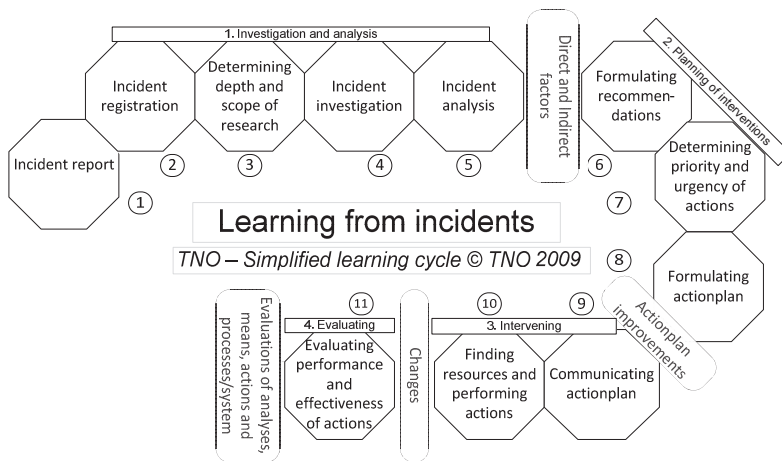 1. Investigation and analysis
Incident report
1
Incident
registration
2
Determining
depth and
scope of
research
3
Incident
investigation
4
Incident
analysis
5
Direct and Indirect
factors
2. Planning of interventions
Formulating
recommen-
dations
6
Determining
priority and
urgency of
actions
7
Formulating
actionplan
8
Learning from incidents
TNO – Simplified learning cycle © TNO 2009
Actionplan
improvements
3. Intervening
9
Communicating
actionplan
10
Finding
resources and
performing
actions
Changes
4. Evaluating
11
Evaluating
performance
and
effectiveness
of actions
Evaluations of analyses,
means, actions and
processes/system